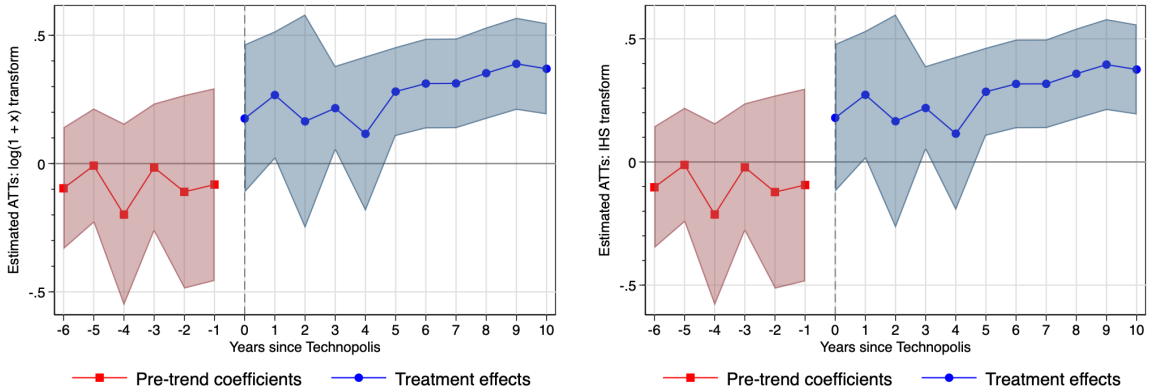 Estimated ATTs: log(1 + x) transform
.5
0
-.5
-6 -5 -4 -3 -2 -1 0 1 2 3 4 5 6 7 8 9 10
Years since Technopolis
Pre-trend coefficients Treatment effects
Estimated ATTs: IHS transform
.5
0
-.5
-6 -5 -4 -3 -2 -1 0 1 2 3 4 5 6 7 8 9 10
Years since Technopolis
Pre-trend coefficients Treatment effects